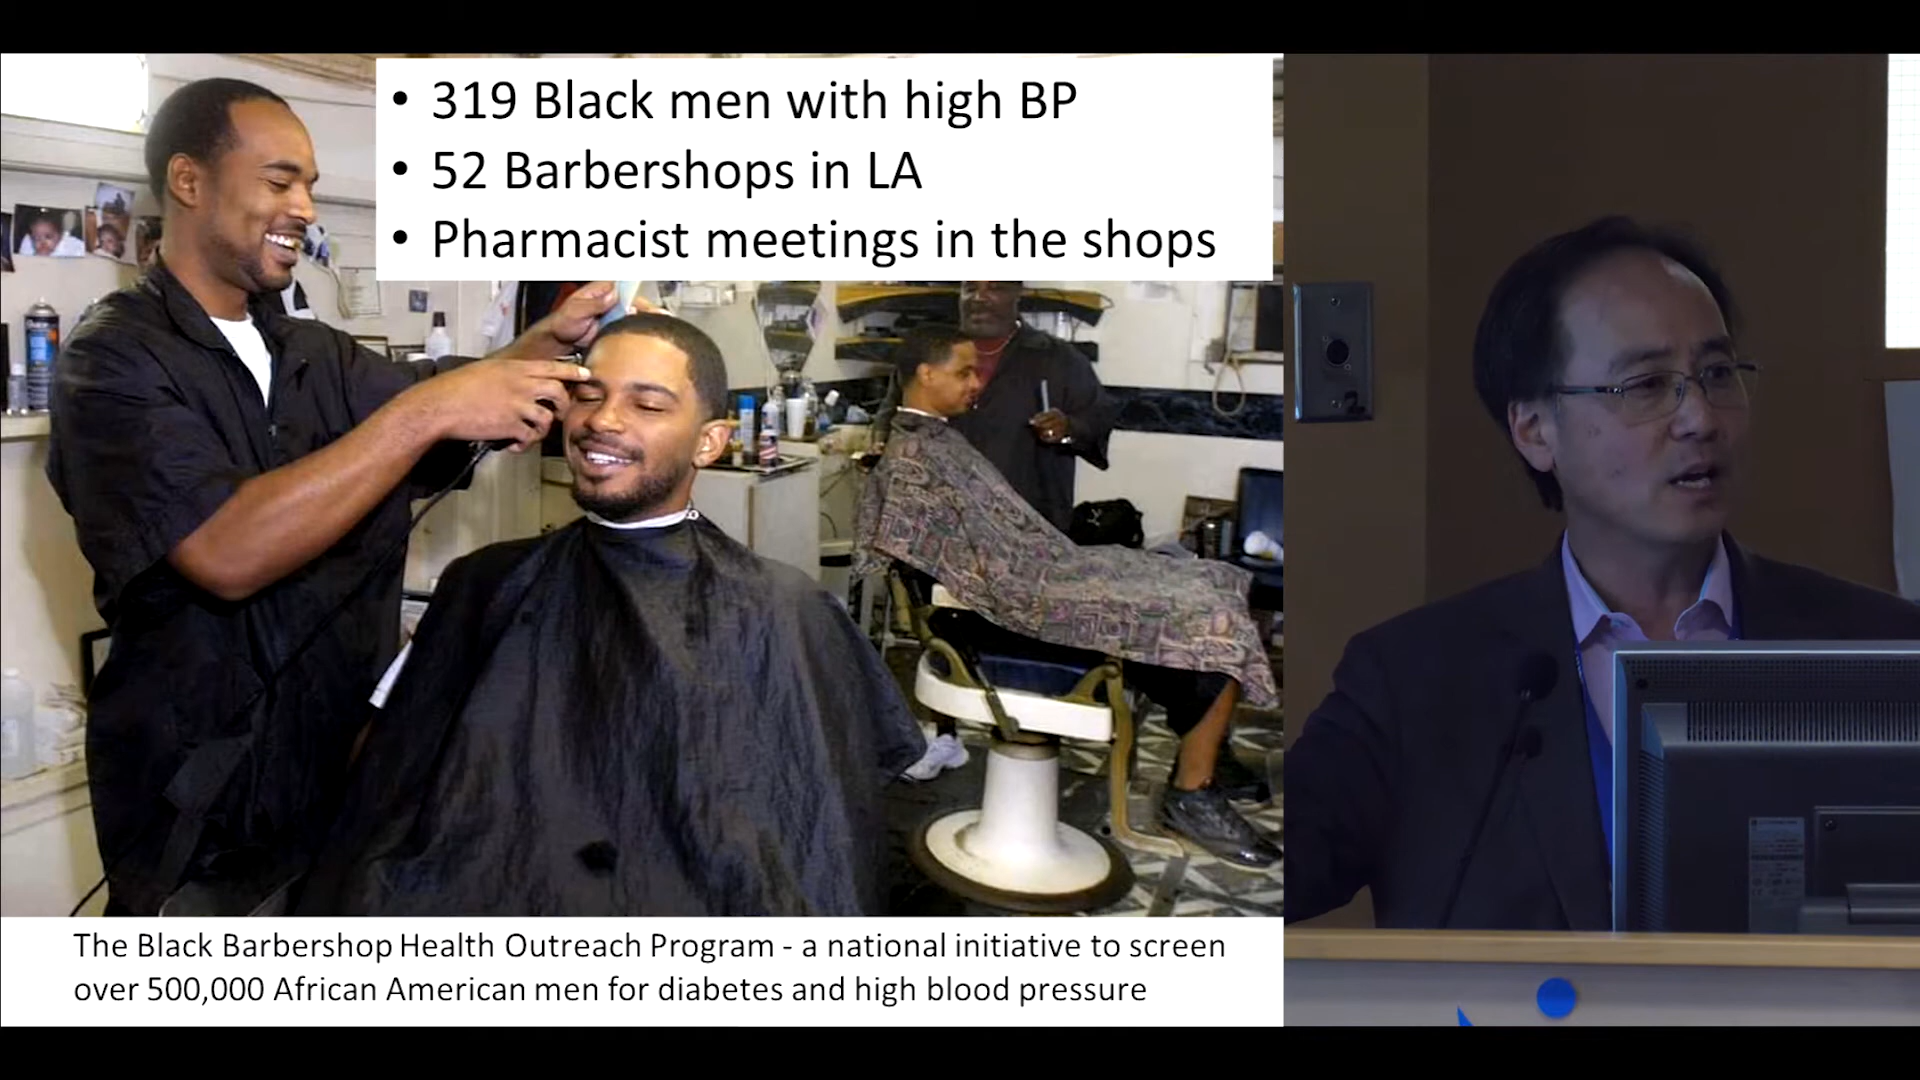 • 319 Black men with high BP
• 52 Barbershops in LA
• Pharmacist meetings in the shops
The Black Barbershop Health Outreach Program - a national initiative to screen
over 500,000 African American men for diabetes and high blood pressure